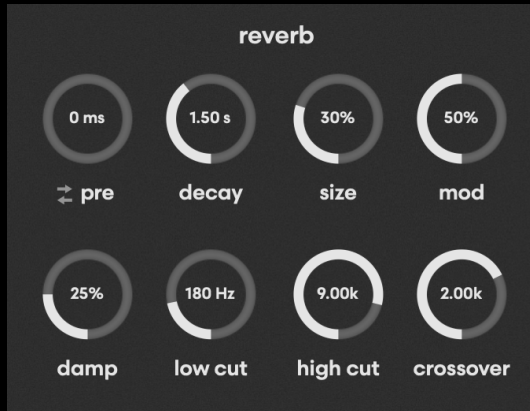 reverb
0 ms 1.50 s 30% 50%
pre decay size mod
25% 180 Hz 9.00k 2.00k
damp low cut high cut crossover